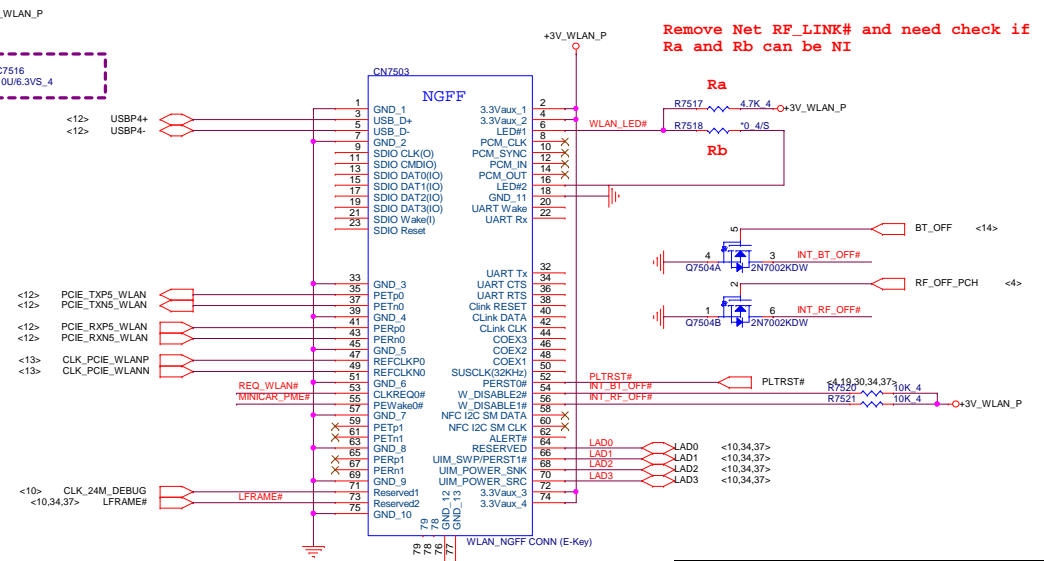 _WLAN_P
C7516
0U/6.3VS_4
Remove Net RF_LINK# and need check if
Ra and Rb can be NI
+3V_WLAN_P
CN7503
NGFF
Ra
R7517 4.7K_4 +3V_WLAN_P
WLAN_LED# R7518 *0_4/S
Rb
<12> USBP4+
<12> USBP4-
1 GND_1
3 USB_D+
5 USB_D-
7 GND_2
9 SDIO CLK(O)
11 SDIO CMDIO)
13 SDIO DAT0(IO)
15 SDIO DAT1(IO)
17 SDIO DAT2(IO)
19 SDIO DAT3(IO)
21 SDIO Wake(I)
23 SDIO Reset
3.3Vaux_1 2
3.3Vaux_2 4
LED#1 6
PCM_CLK 8
PCM_SYNC 10
PCM_IN 12
PCM_OUT 14
LED#2 16
GND_11 18
UART Wake 20
UART Rx 22
5 BT_OFF <14>
4 3 INT_BT_OFF#
Q7504A 2N7002KDW
2 RF_OFF_PCH <4>
1 6 INT_RF_OFF#
Q7504B 2N7002KDW
<12> PCIE_TXP5_WLAN
<12> PCIE_TXN5_WLAN
<12> PCIE_RXP5_WLAN
<12> PCIE_RXN5_WLAN
<13> CLK_PCIE_WLANP
<13> CLK_PCIE_WLANN
REQ_WLAN#
MINICAR_PME#
<10> CLK_24M_DEBUG
<10,34,37> LFRAME# LFRAME#
33 GND_3
35 PETp0
37 PETn0
39 GND_4
41 PERp0
43 PERn0
45 GND_5
47 REFCLKP0
49 REFCLKN0
51 GND_6
53 CLKREQ0#
55 PEWake0#
57 GND_7
59 PETp1
61 PETn1
63 GND_8
65 PERp1
67 PERn1
69 GND_9
71 Reserved1
73 Reserved2
75 GND_10
UART Tx 32
UART CTS 34
UART RTS 36
Clink RESET 38
CLink DATA 40
CLink CLK 42
COEX3 44
COEX2 46
COEX1 48
SUSCLK(32KHz) 50
PERST0# 52
W_DISABLE2# 54
W_DISABLE1# 56
NFC I2C SM DATA 58
NFC I2C SM CLK 60
ALERT# 62
RESERVED 64
UIM_SWP/PERST1# 66
UIM_POWER_SNK 68
UIM_POWER_SRC 70
3.3Vaux_3 72
3.3Vaux_4 74
PLTRST# PLTRST# <4,19,30,34,37>
INT_BT_OFF# R7520 10K_4
INT_RF_OFF# R7521 10K_4
+3V_WLAN_P
LAD0 LAD0 <10,34,37>
LAD1 LAD1 <10,34,37>
LAD2 LAD2 <10,34,37>
LAD3 LAD3 <10,34,37>
79
78
GND_12
GND_13
79
78
76
77
WLAN_NGFF CONN (E-Key)